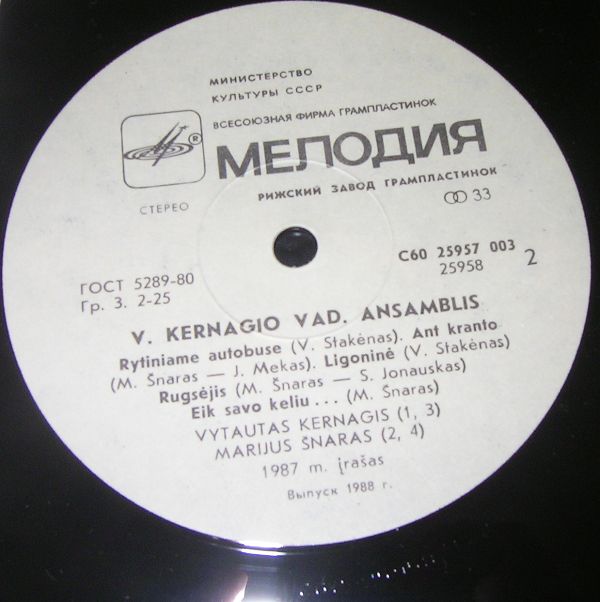 МИНИСТЕРСТВО
КУЛЬТУРЫ СССР
ВСЕСОЮЗНАЯ ФИРМА ГРАМПЛАСТИНОК
®
МЕЛОДИЯ
РИЖСКИЙ ЗАВОД ГРАМПЛАСТИНОК
СТЕРЕО
33
ГОСТ 5289-80
Гр. 3. 2-25
С60 25957 003
25958
2
V. KERNAGIO VAD. ANSAMBLIS
Rytiniame autobuse (V. Stakėnas). Ant kranto
(M. Šnaras — J. Mekas). Ligoninė (V. Stakėnas)
Rugsėjis (M. Šnaras — S. Jonauskas)
Eik savo keliu ... (M. Šnaras)
VYTAUTAS KERNAGIS (1, 3)
MARIJUS ŠNARAS (2, 4)
1987 m. įrašas
Выпуск 1988 г.